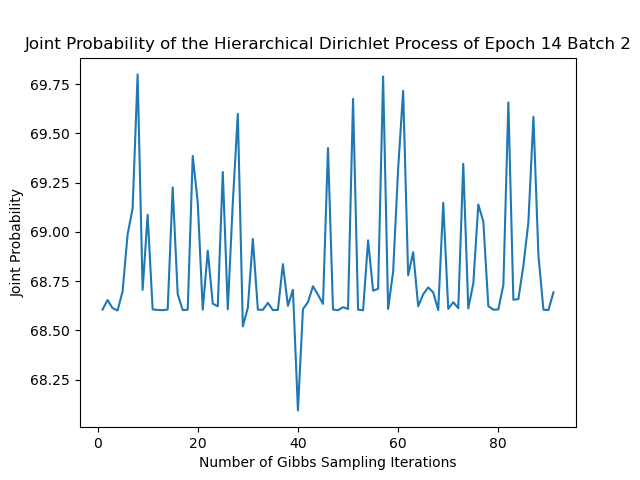 Joint Probability of the Hierarchical Dirichlet Process of Epoch 14 Batch 2
69.75
69.50
69.25
69.00
68.75
68.50
68.25
Joint Probability
0 20 40 60 80
Number of Gibbs Sampling Iterations